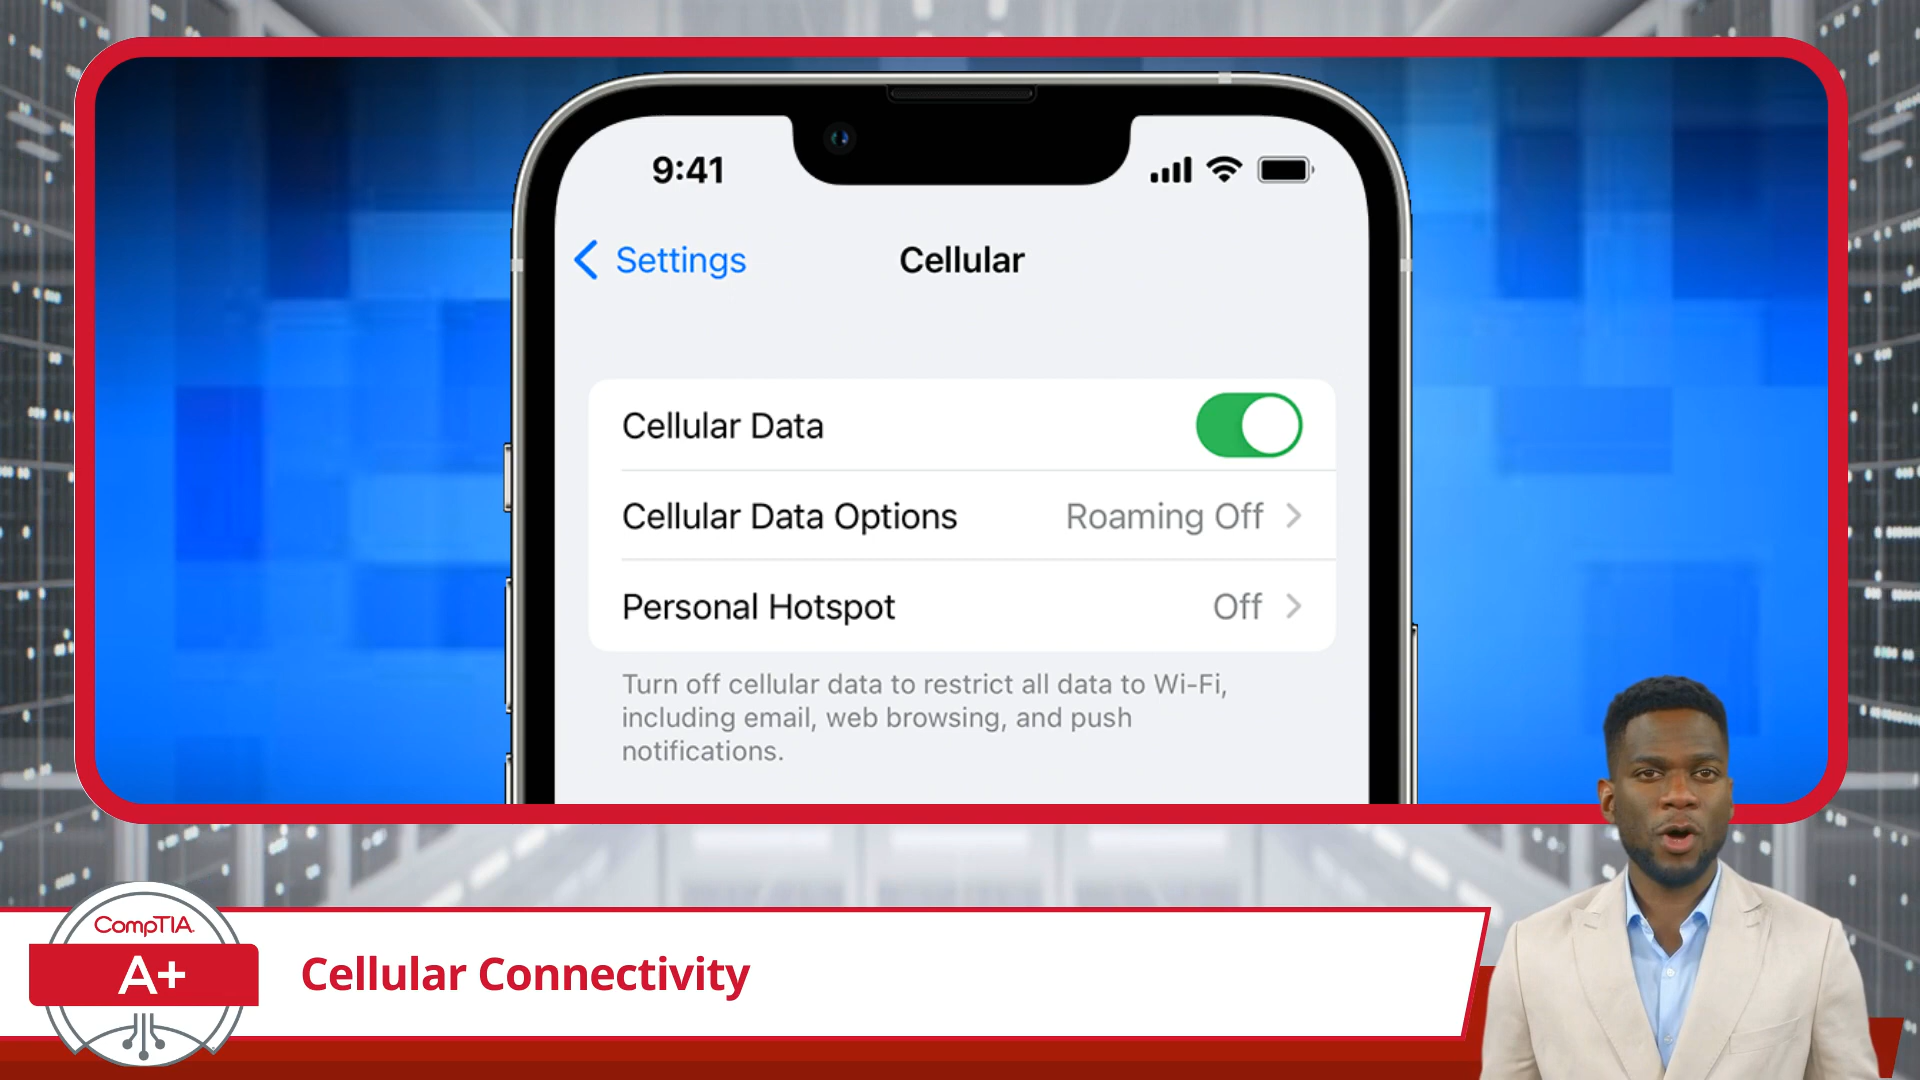 9:41
Settings
Cellular
Cellular Data
Cellular Data Options Roaming Off
Personal Hotspot Off
Turn off cellular data to restrict all data to Wi-Fi,
including email, web browsing, and push
notifications.
CompTIA.
A+
Cellular Connectivity